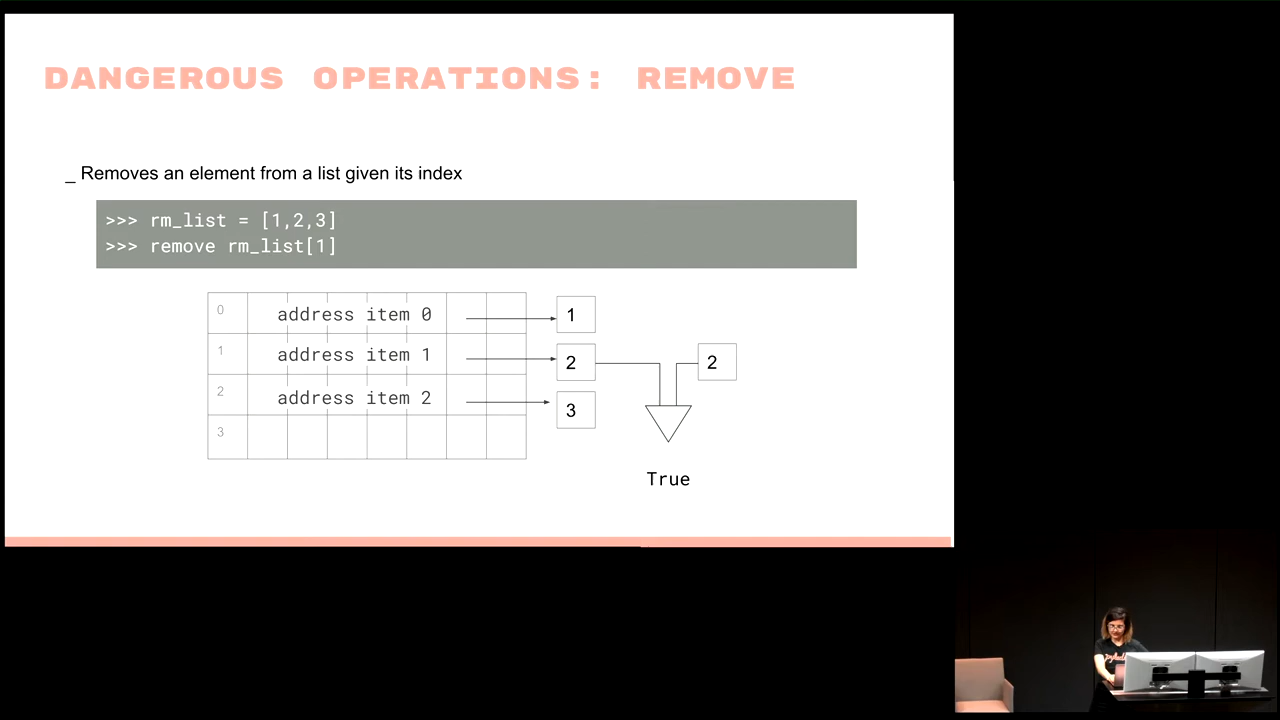 DANGEROUS OPERATIONS: REMOVE
_ Removes an element from a list given its index
>>> rm_list = [1,2,3]
>>> remove rm_list[1]
0 address item 0 1
1 address item 1 2 2
2 address item 2 3
3
True